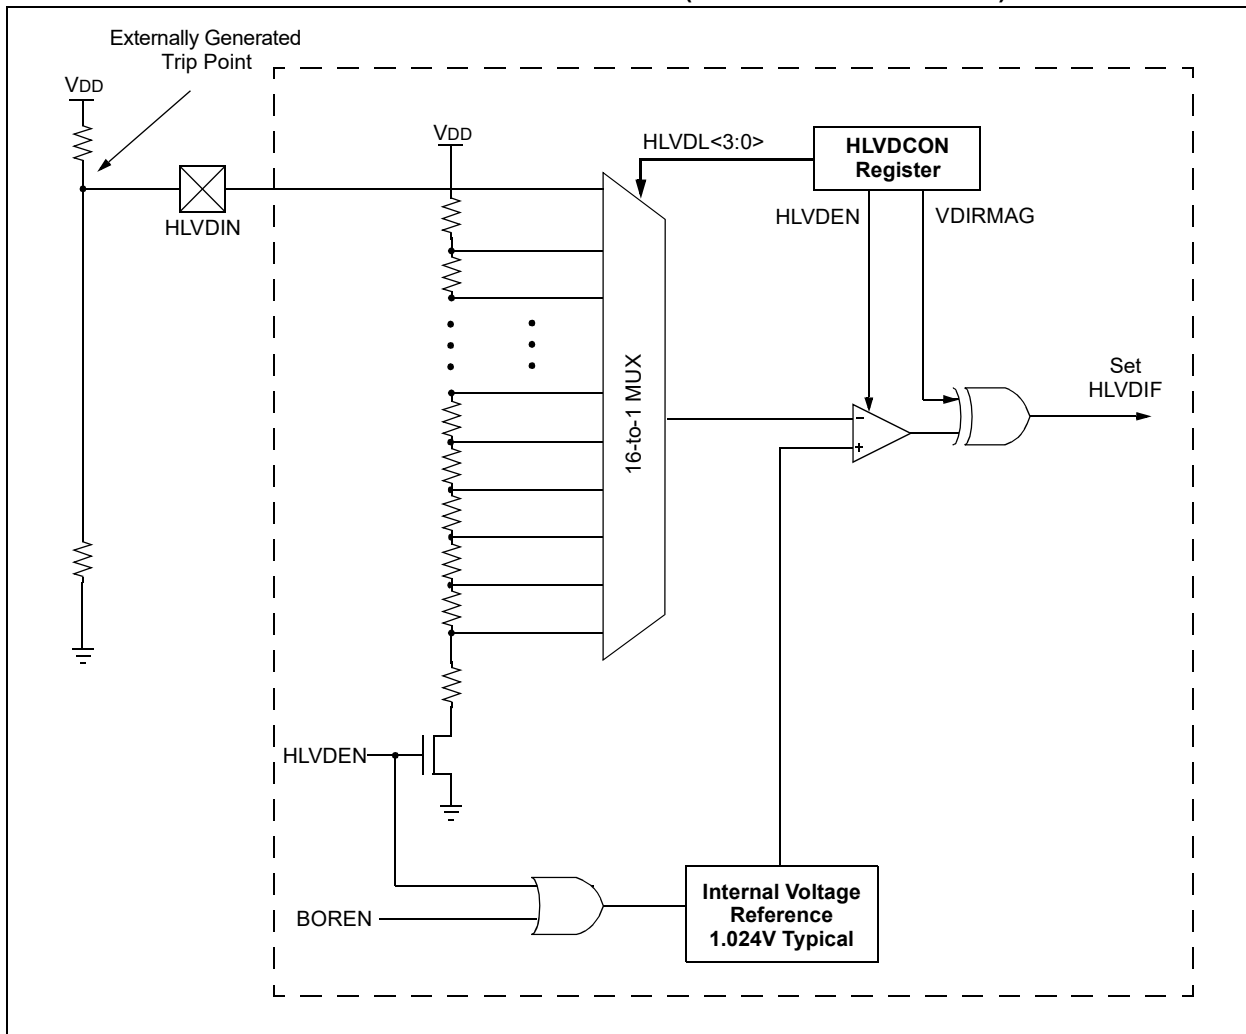 Externally Generated
Trip Point
VDD
VDD
HLVDIN
HLVDL<3:0>
HLVDCON
Register
HLVDEN
VDIRMAG
16-to-1 MUX
–
+
Set
HLVDIF
HLVDEN
BOREN
Internal Voltage
Reference
1.024V Typical